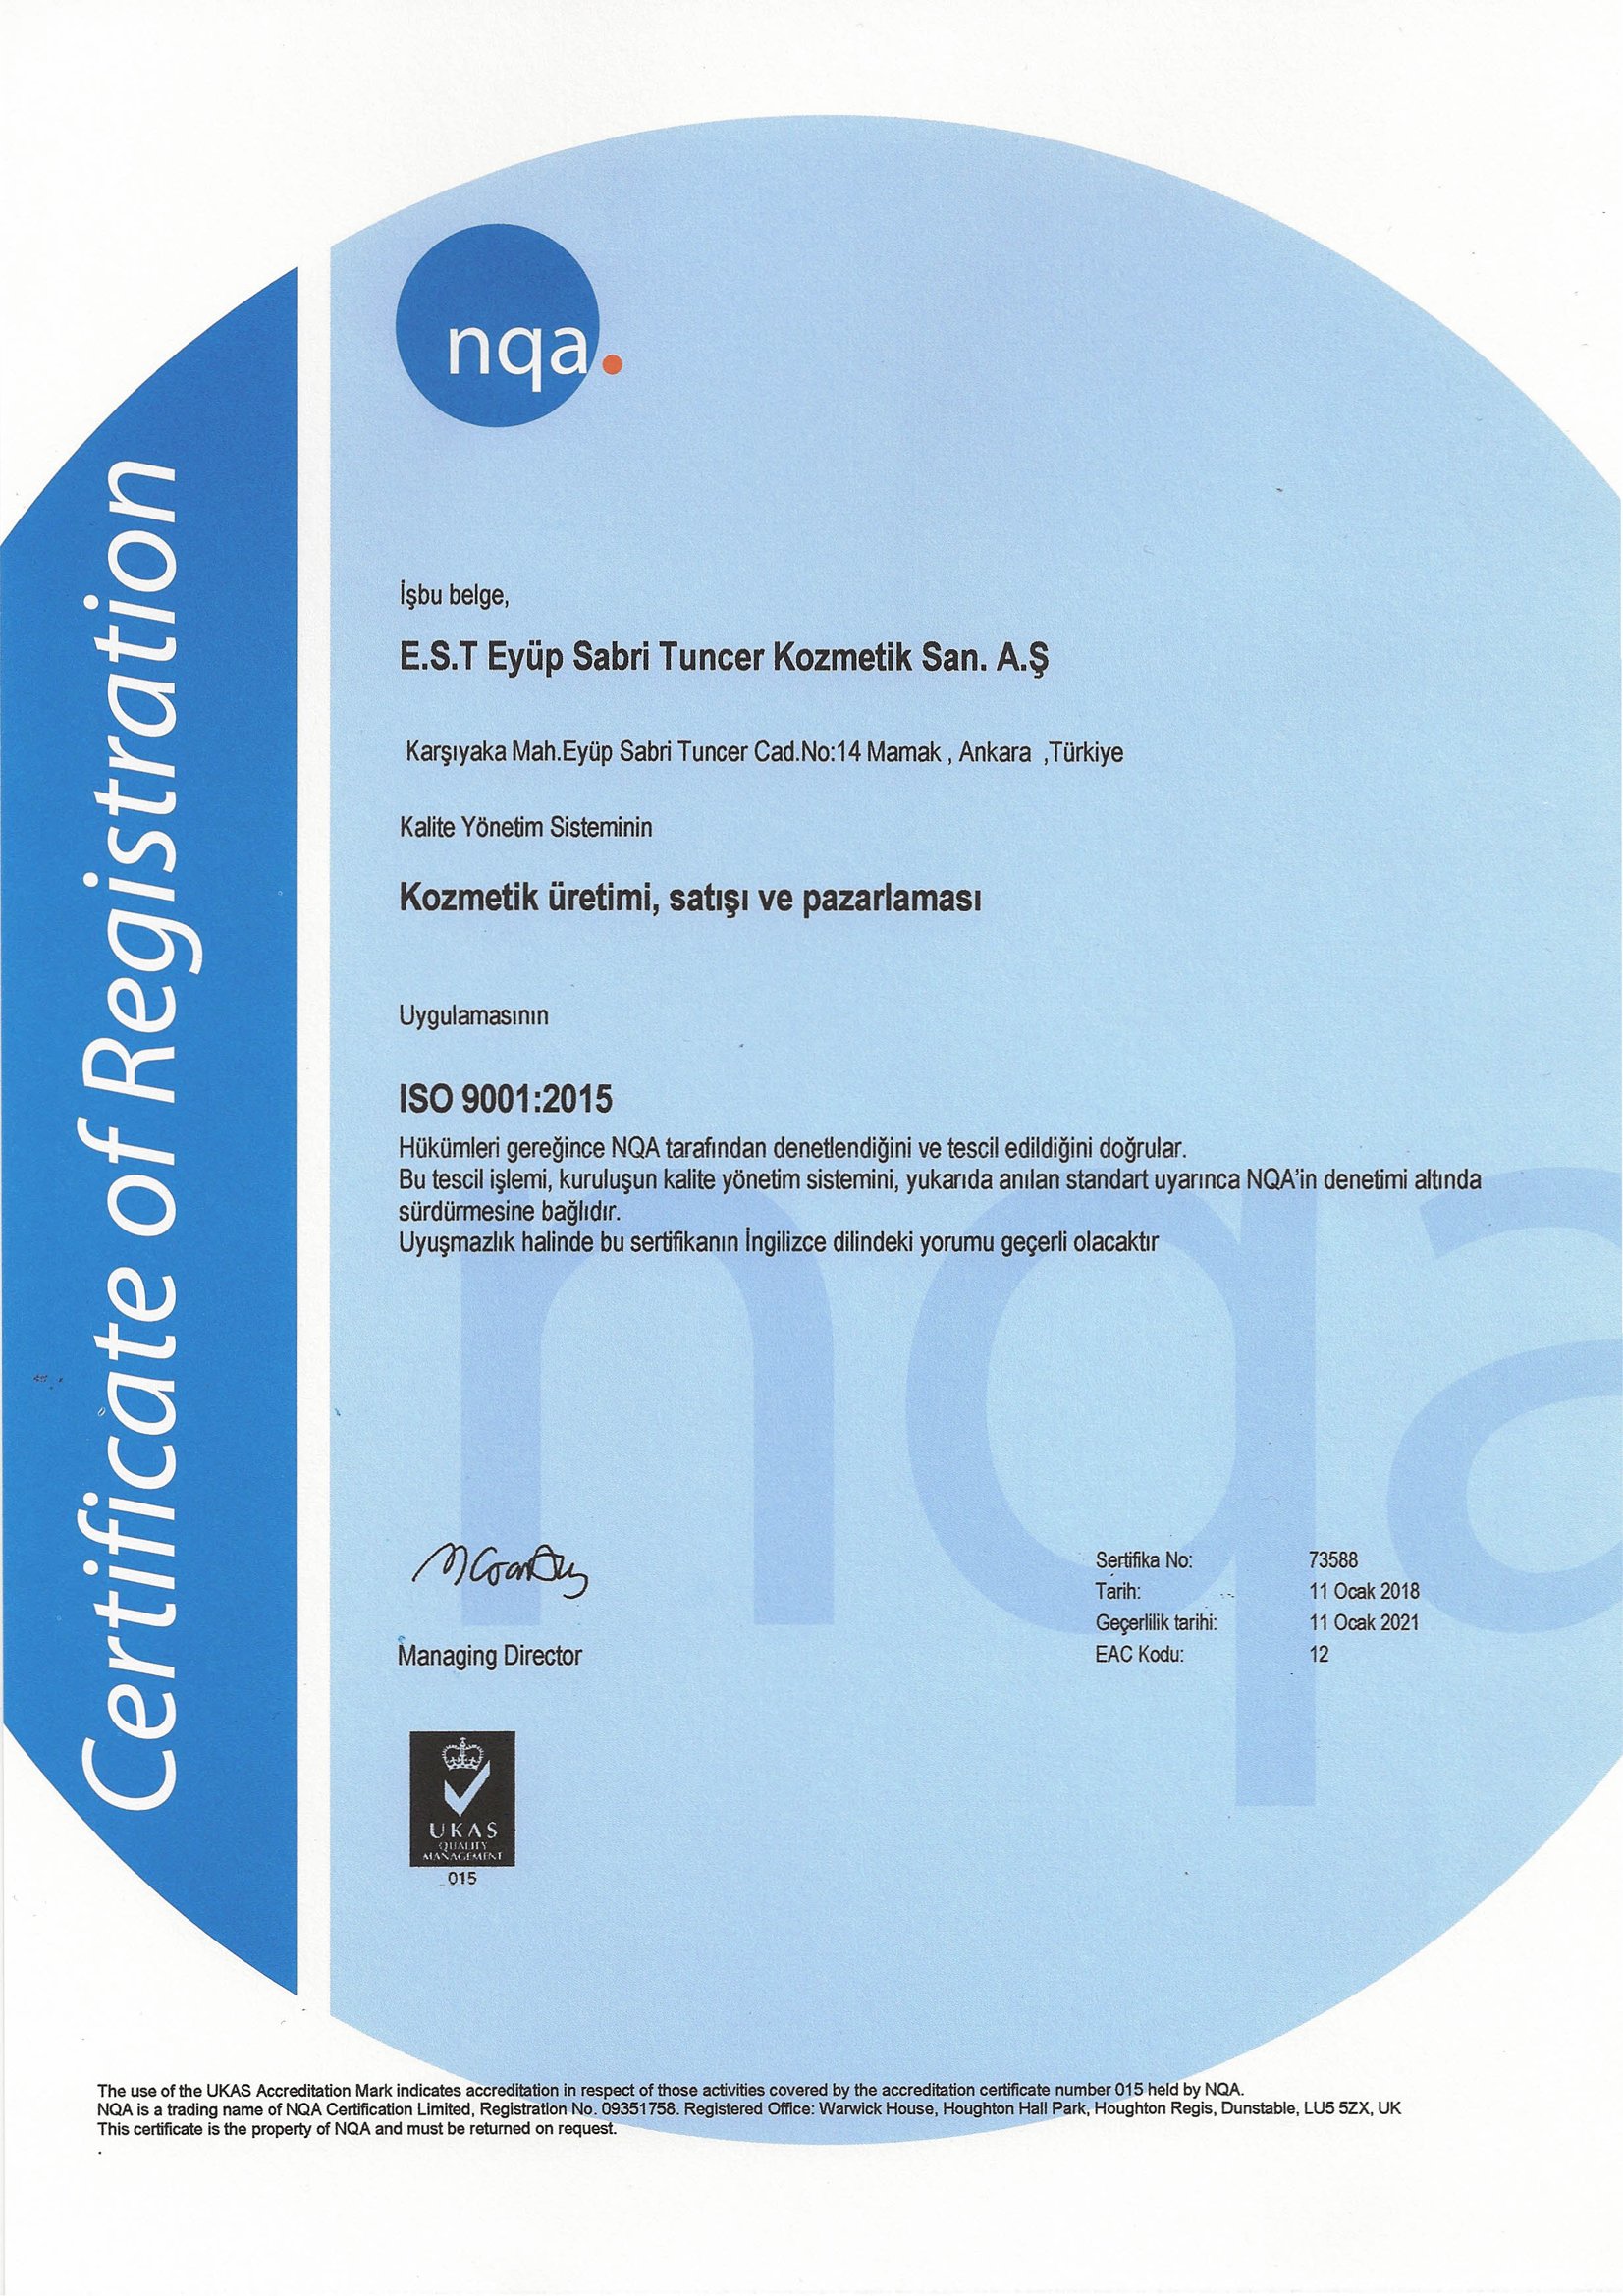 Certificate of Registration
nqa.
İşbu belge,
E.S.T Eyüp Sabri Tuncer Kozmetik San. A.Ş
Karşıyaka Mah.Eyüp Sabri Tuncer Cad.No:14 Mamak , Ankara ,Türkiye
Kalite Yönetim Sisteminin
Kozmetik üretimi, satışı ve pazarlaması
Uygulamasının
ISO 9001:2015
Hükümleri gereğince NQA tarafından denetlendiğini ve tescil edildiğini doğrular.
Bu tescil işlemi, kuruluşun kalite yönetim sistemini, yukarıda anılan standart uyarınca NQA'in denetimi altında
sürdürmesine bağlıdır.
Uyuşmazlık halinde bu sertifikanın İngilizce dilindeki yorumu geçerli olacaktır
nqa
Managing Director
Sertifika No: 73588
Tarih: 11 Ocak 2018
Geçerlilik tarihi: 11 Ocak 2021
EAC Kodu: 12
UKAS
QUALITY
MANAGEMENT
015
The use of the UKAS Accreditation Mark indicates accreditation in respect of those activities covered by the accreditation certificate number 015 held by NQA.
NQA is a trading name of NQA Certification Limited, Registration No. 09351758. Registered Office: Warwick House, Houghton Hall Park, Houghton Regis, Dunstable, LU5 5ZX, UK
This certificate is the property of NQA and must be returned on request.